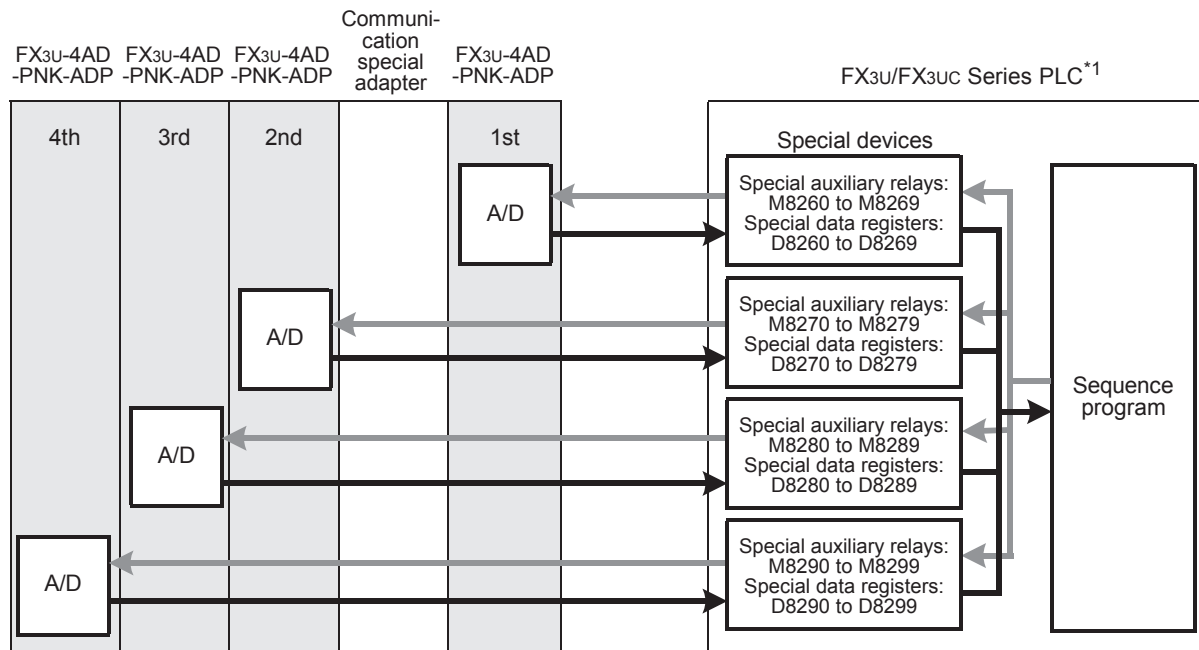 Communi-
cation
special
adapter
FX3U-4AD
-PNK-ADP
FX3U-4AD
-PNK-ADP
FX3U-4AD
-PNK-ADP
FX3U-4AD
-PNK-ADP
FX3U/FX3UC Series PLC*1
4th
3rd
2nd
1st
Special devices
A/D
Special auxiliary relays:
M8260 to M8269
Special data registers:
D8260 to D8269
A/D
Special auxiliary relays:
M8270 to M8279
Special data registers:
D8270 to D8279
Sequence
program
A/D
Special auxiliary relays:
M8280 to M8289
Special data registers:
D8280 to D8289
A/D
Special auxiliary relays:
M8290 to M8299
Special data registers:
D8290 to D8299